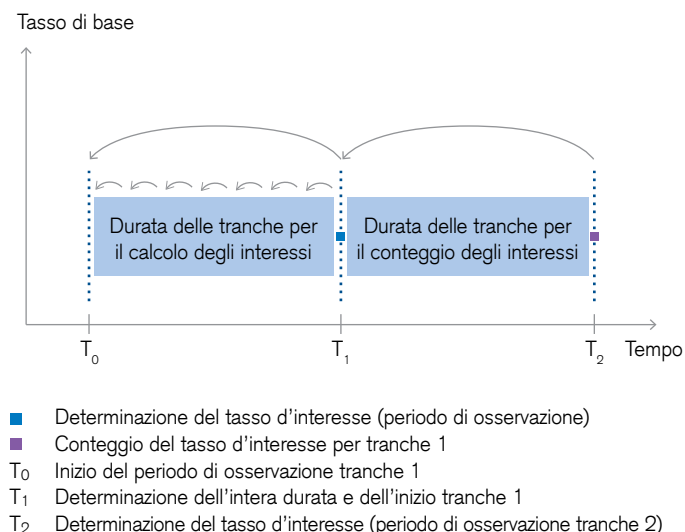 Tasso di base
Durata delle tranche per
il calcolo degli interessi
Durata delle tranche per
il conteggio degli interessi
T₀
T₁
T₂
Tempo
Determinazione del tasso d’interesse (periodo di osservazione)
Conteggio del tasso d’interesse per tranche 1
T₀ Inizio del periodo di osservazione tranche 1
T₁ Determinazione dell’intera durata e dell’inizio tranche 1
T₂ Determinazione del tasso d’interesse (periodo di osservazione tranche 2)